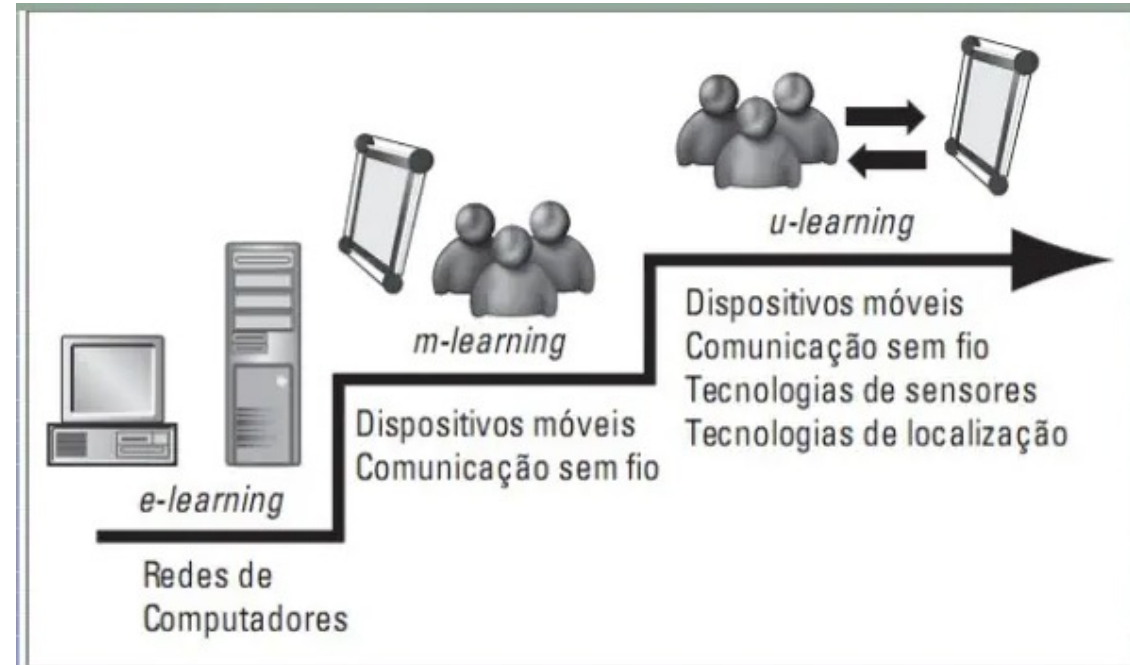 e-learning
Redes de
Computadores
m-learning
Dispositivos móveis
Comunicação sem fio
u-learning
Dispositivos móveis
Comunicação sem fio
Tecnologias de sensores
Tecnologias de localização